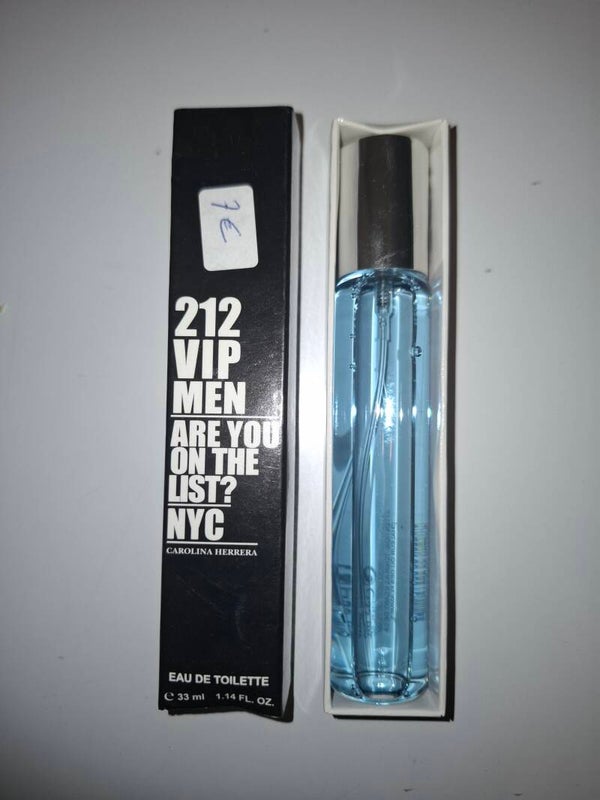 7€
212
VIP
MEN
ARE YOU
ON THE
LIST?
NYC
CAROLINA HERRERA
EAU DE TOILETTE
℮ 33 ml 1.14 FL. OZ.